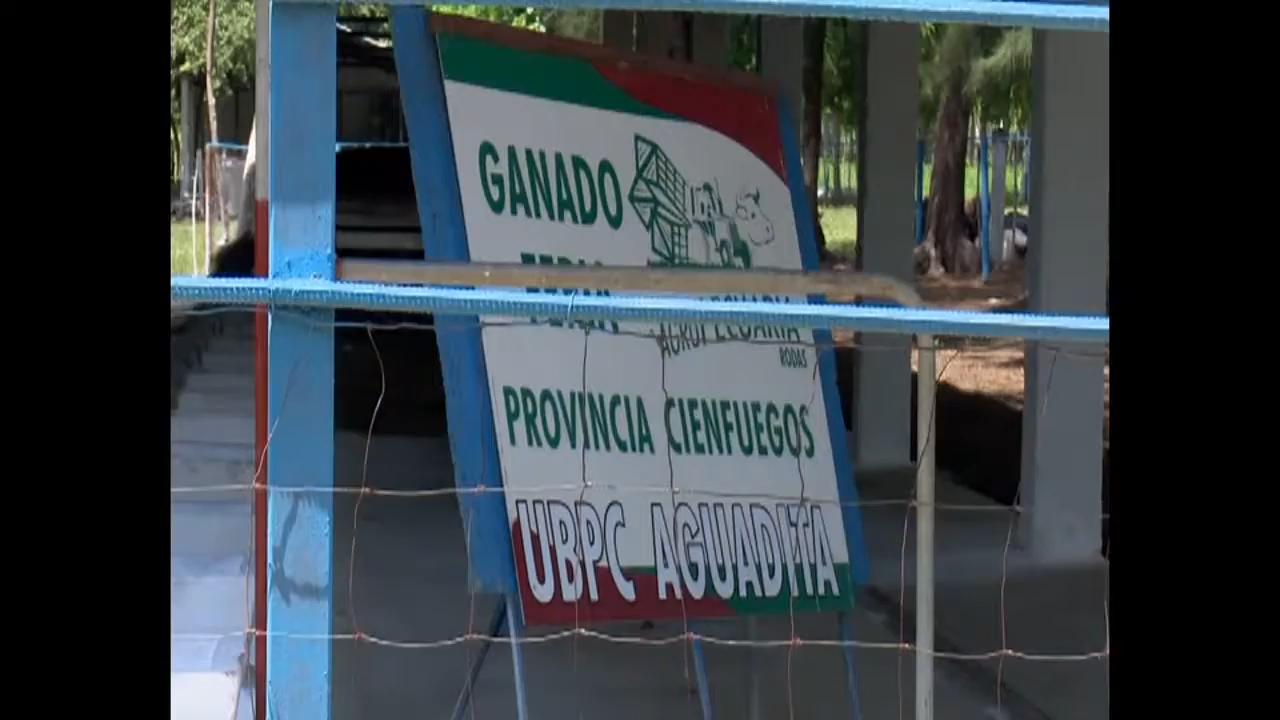 GANADO
AGROPECUARIA
RODAS
PROVINCIA CIENFUEGOS
UBPC AGUADITA